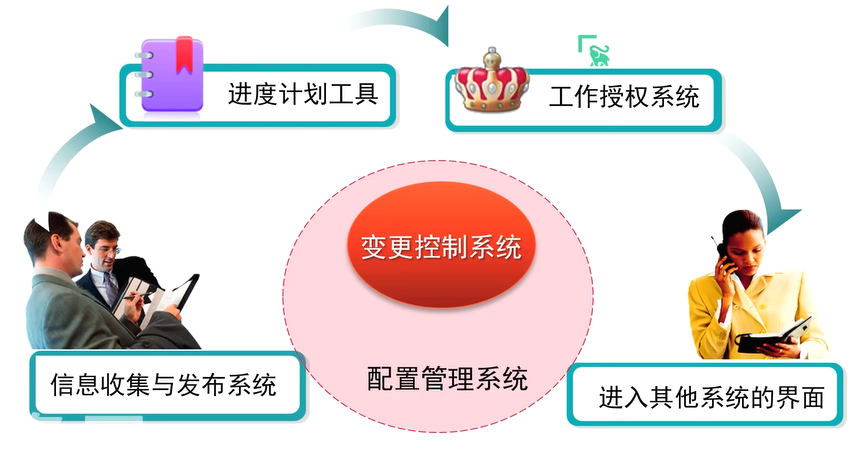 进度计划工具
工作授权系统
变更控制系统
配置管理系统
信息收集与发布系统
进入其他系统的界面